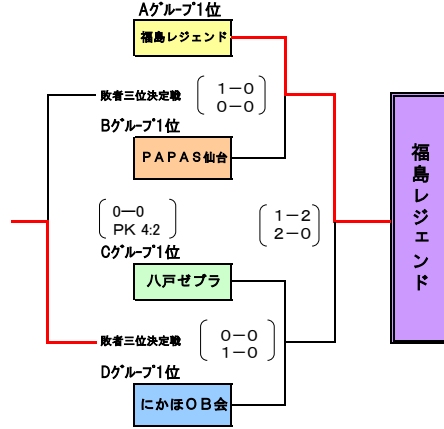 Aグループ1位
福島レジェンド
敗者三位決定戦
1－0
0－0
Bグループ1位
ＰＡＰＡＳ仙台
0―0
PK 4:2
1－2
2－0
Cグループ1位
八戸ゼブラ
敗者三位決定戦
0－0
1－0
Dグループ1位
にかほＯＢ会
福島レジェンド